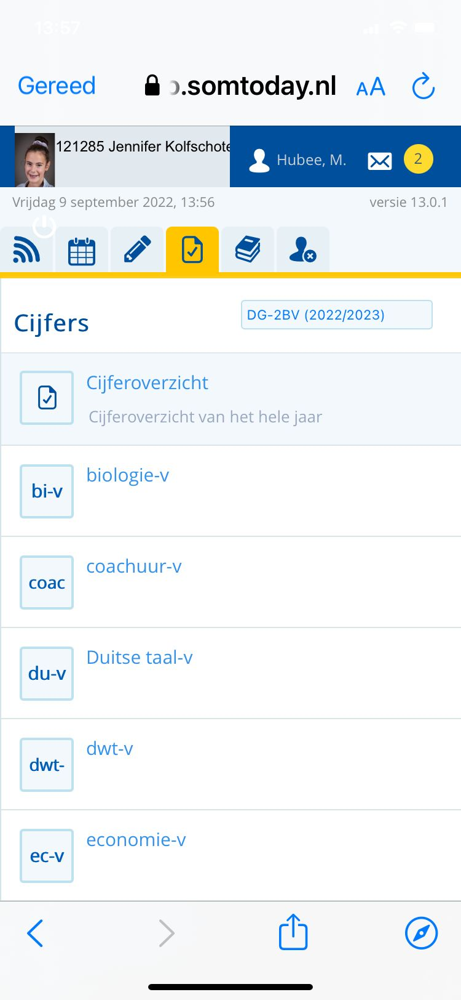 13:57
Gereed
.somtoday.nl
AA
121285 Jennifer Kolfschote
Hubee, M.
2
Vrijdag 9 september 2022, 13:56
versie 13.0.1
Cijfers
DG-2BV (2022/2023)
Cijferoverzicht
Cijferoverzicht van het hele jaar
bi-v
biologie-v
coac
coachuur-v
du-v
Duitse taal-v
dwt-
dwt-v
ec-v
economie-v